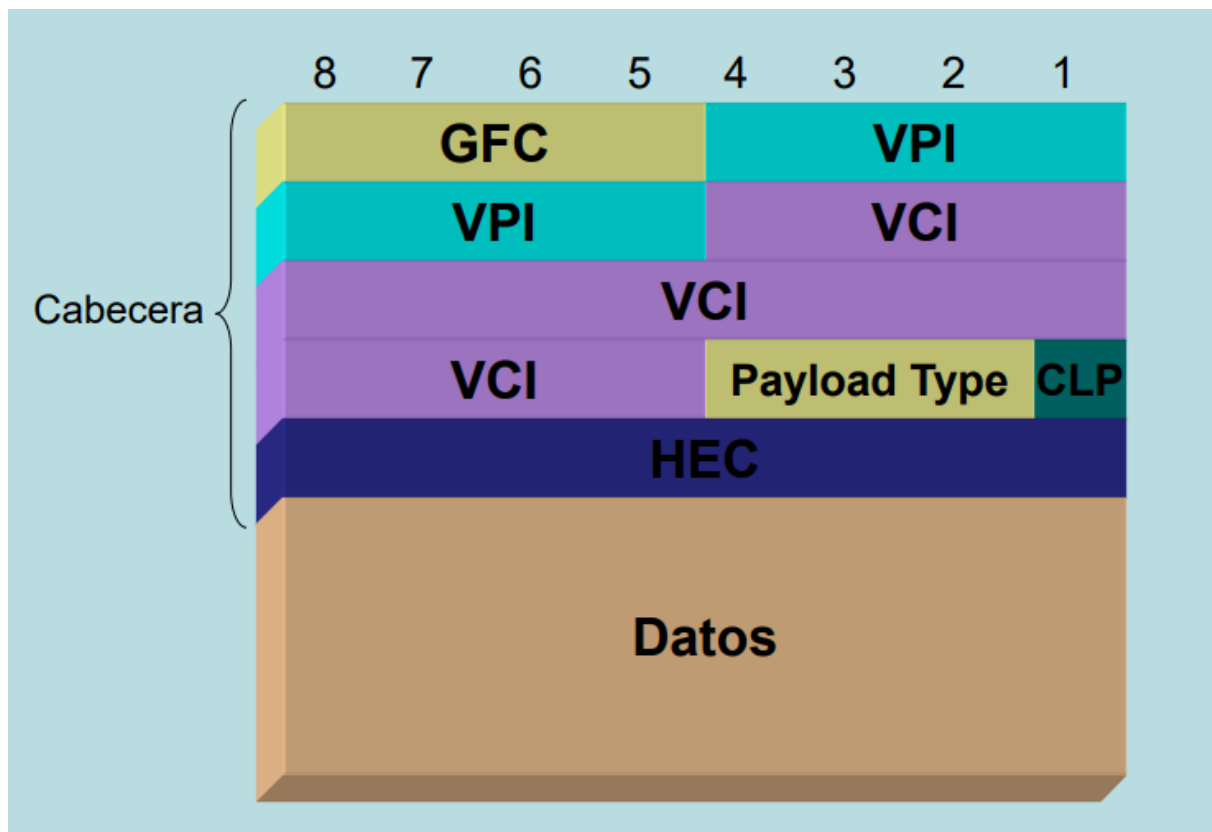 8 7 6 5 4 3 2 1
GFC VPI
VPI VCI
Cabecera
VCI
VCI Payload Type CLP
HEC
Datos